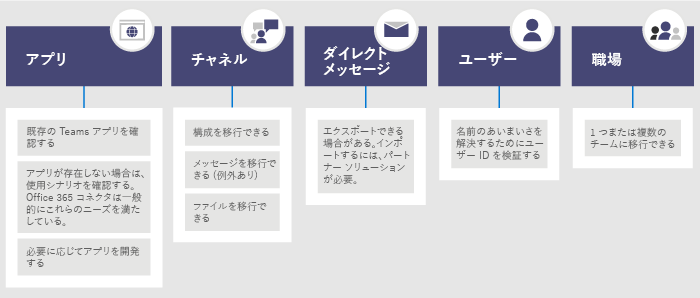 アプリ
既存の Teams アプリを確
認する
アプリが存在しない場合は、
使用シナリオを確認する。
Office 365 コネクタは一般
的にこれらのニーズを満た
している。
必要に応じてアプリを開発
する
チャネル
構成を移行できる
メッセージを移行で
きる (例外あり)
ファイルを移行で
きる
ダイレクト
メッセージ
エクスポートできる
場合がある。インポ
ートするには、パート
ナー ソリューション
が必要。
ユーザー
名前のあいまいさを
解決するためにユー
ザー ID を検証する
職場
1 つまたは複数の
チームに移行できる